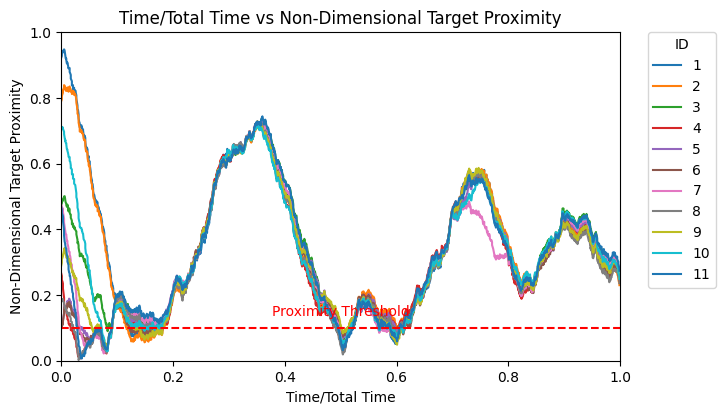 Time/Total Time vs Non-Dimensional Target Proximity
Non-Dimensional Target Proximity
1.0
0.8
0.6
0.4
0.2
0.0
Proximity Threshold
0.0 0.2 0.4 0.6 0.8 1.0
Time/Total Time
ID
1
2
3
4
5
6
7
8
9
10
11